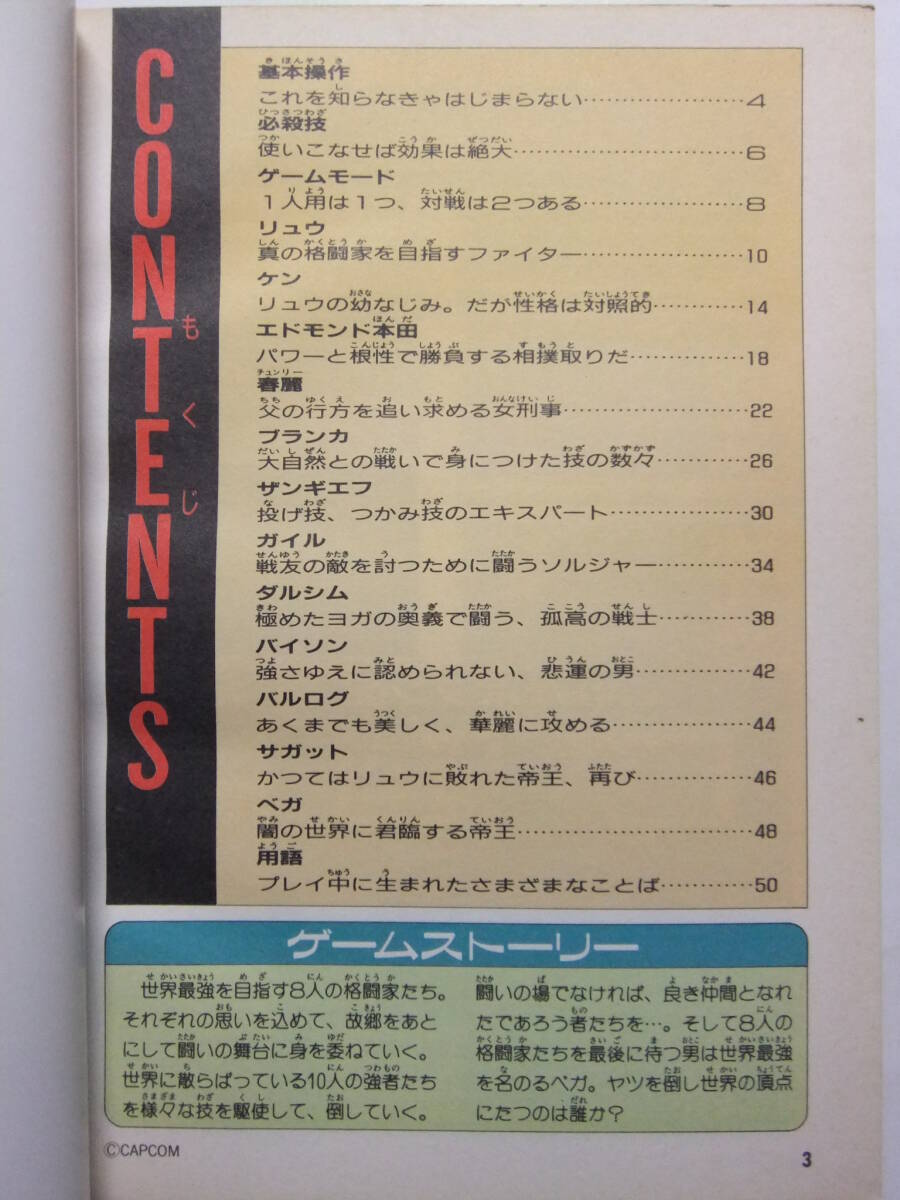 CONTENTS
もくじ
基本操作
これを知らなきゃはじまらない…………………4
必殺技
使いこなせば効果は絶大…………………6
ゲームモード
1人用は1つ、対戦は2つある…………………8
リュウ
真の格闘家を目指すファイター…………………10
ケン
リュウの幼なじみ。だが性格は対照的…………14
エドモンド本田
パワーと根性で勝負する相撲取りだ……………18
春麗
父の行方を追い求める女刑事…………………22
ブランカ
大自然との戦いで身につけた技の数々…………26
ザンギエフ
投げ技、つかみ技のエキスパート………………30
ガイル
戦友の敵を討つために闘うソルジャー…………34
ダルシム
極めたヨガの奥義で闘う、孤高の戦士…………38
バイソン
強さゆえに認められない、悲運の男……………42
バルログ
あくまでも美しく、華麗に攻める………………44
サガット
かつてはリュウに敗れた帝王、再び……………46
ベガ
闇の世界に君臨する帝王…………………48
用語
プレイ中に生まれたさまざまなことば…………50
ゲームストーリー
世界最強を目指す8人の格闘家たち。
それぞれの思いを込めて、故郷をあと
にして闘いの舞台に身を委ねていく。
世界に散らばっている10人の強者たち
を様々な技を駆使して、倒していく。
闘いの場でなければ、良き仲間となれ
たであろう者たちを…。そして8人の
格闘家たちを最後に待つ男は世界最強
を名のるベガ。ヤツを倒し世界の頂点
にたつのは誰か?
©CAPCOM
3